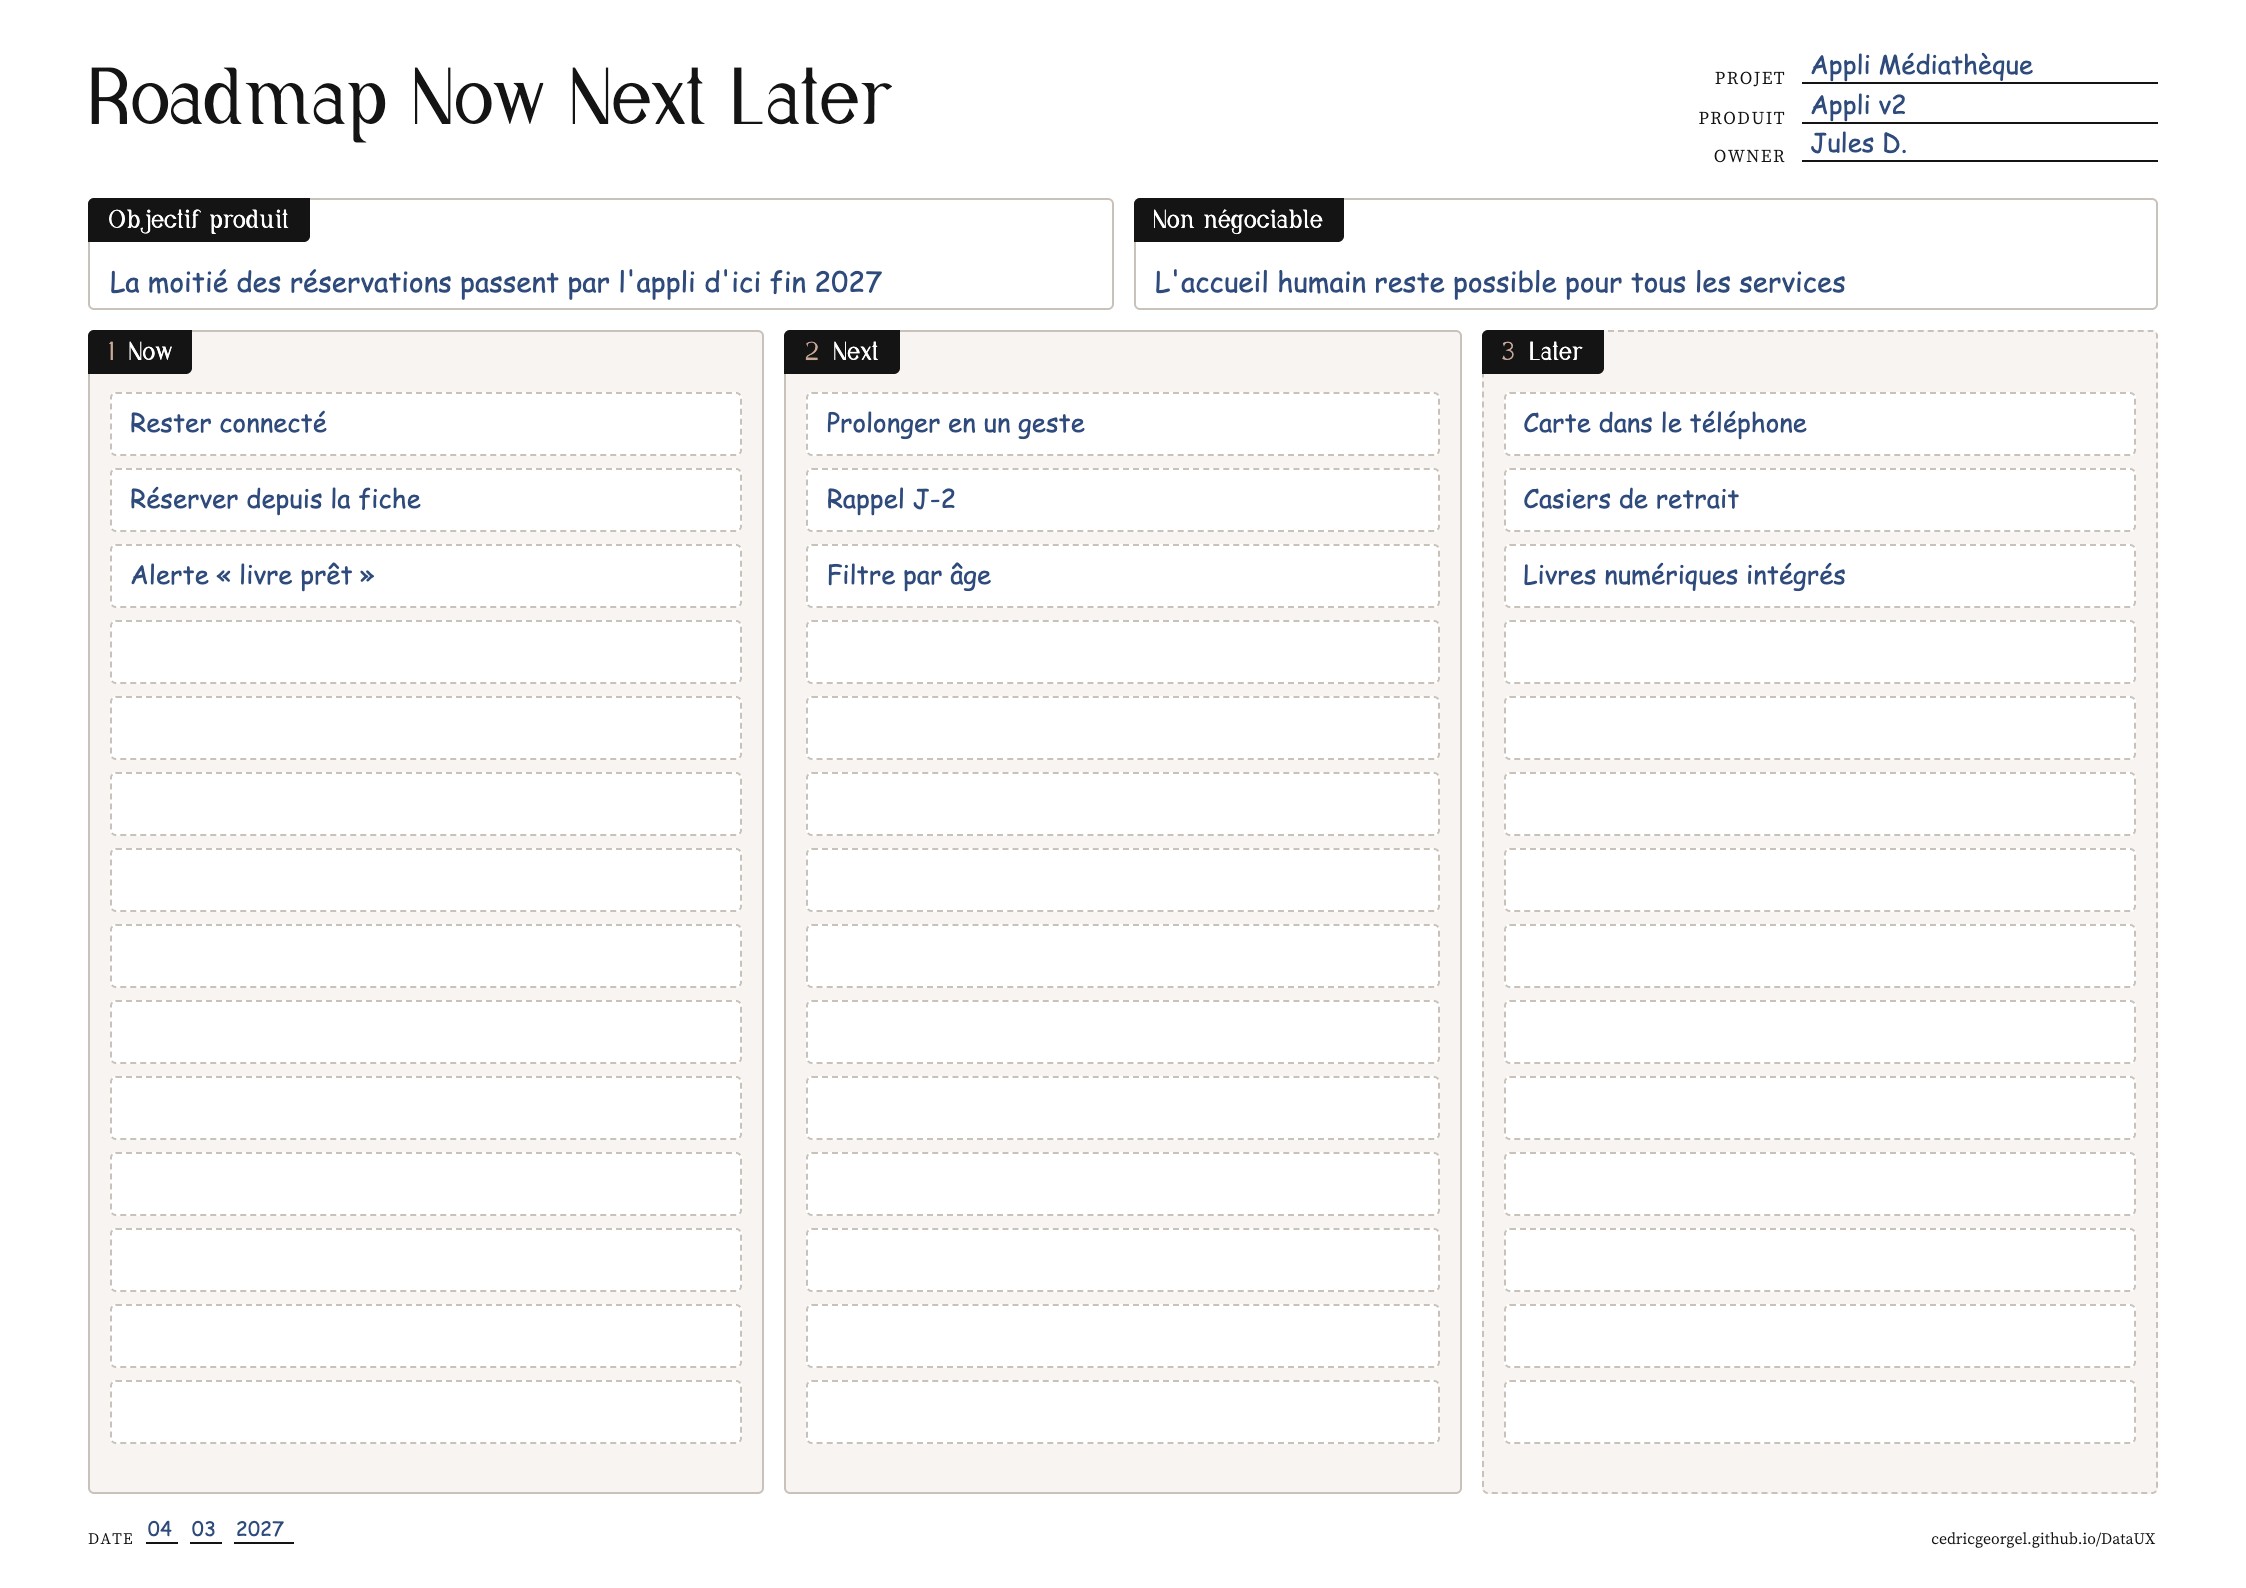 Roadmap Now Next Later
PROJET Appli Médiathèque
PRODUIT Appli v2
OWNER Jules D.
Objectif produit
La moitié des réservations passent par l'appli d'ici fin 2027
Non négociable
L'accueil humain reste possible pour tous les services
1 Now
Rester connecté
Réserver depuis la fiche
Alerte « livre prêt »
2 Next
Prolonger en un geste
Rappel J-2
Filtre par âge
3 Later
Carte dans le téléphone
Casiers de retrait
Livres numériques intégrés
DATE 04 03 2027
cedricgeorgel.github.io/DataUX